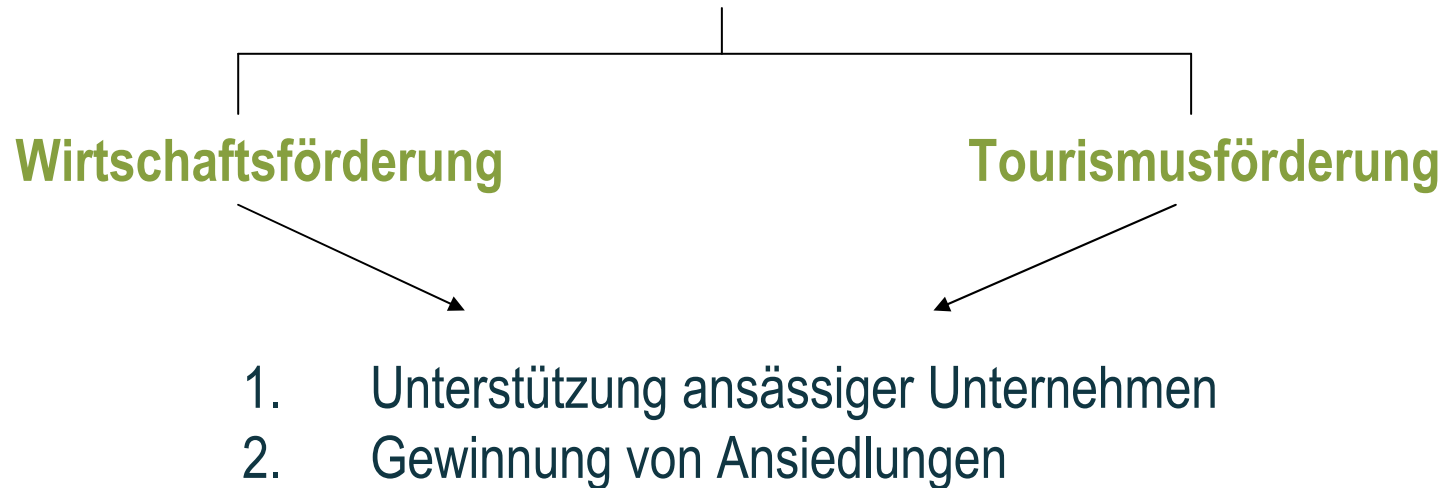 Wirtschaftsförderung Tourismusförderung
1. Unterstützung ansässiger Unternehmen
2. Gewinnung von Ansiedlungen